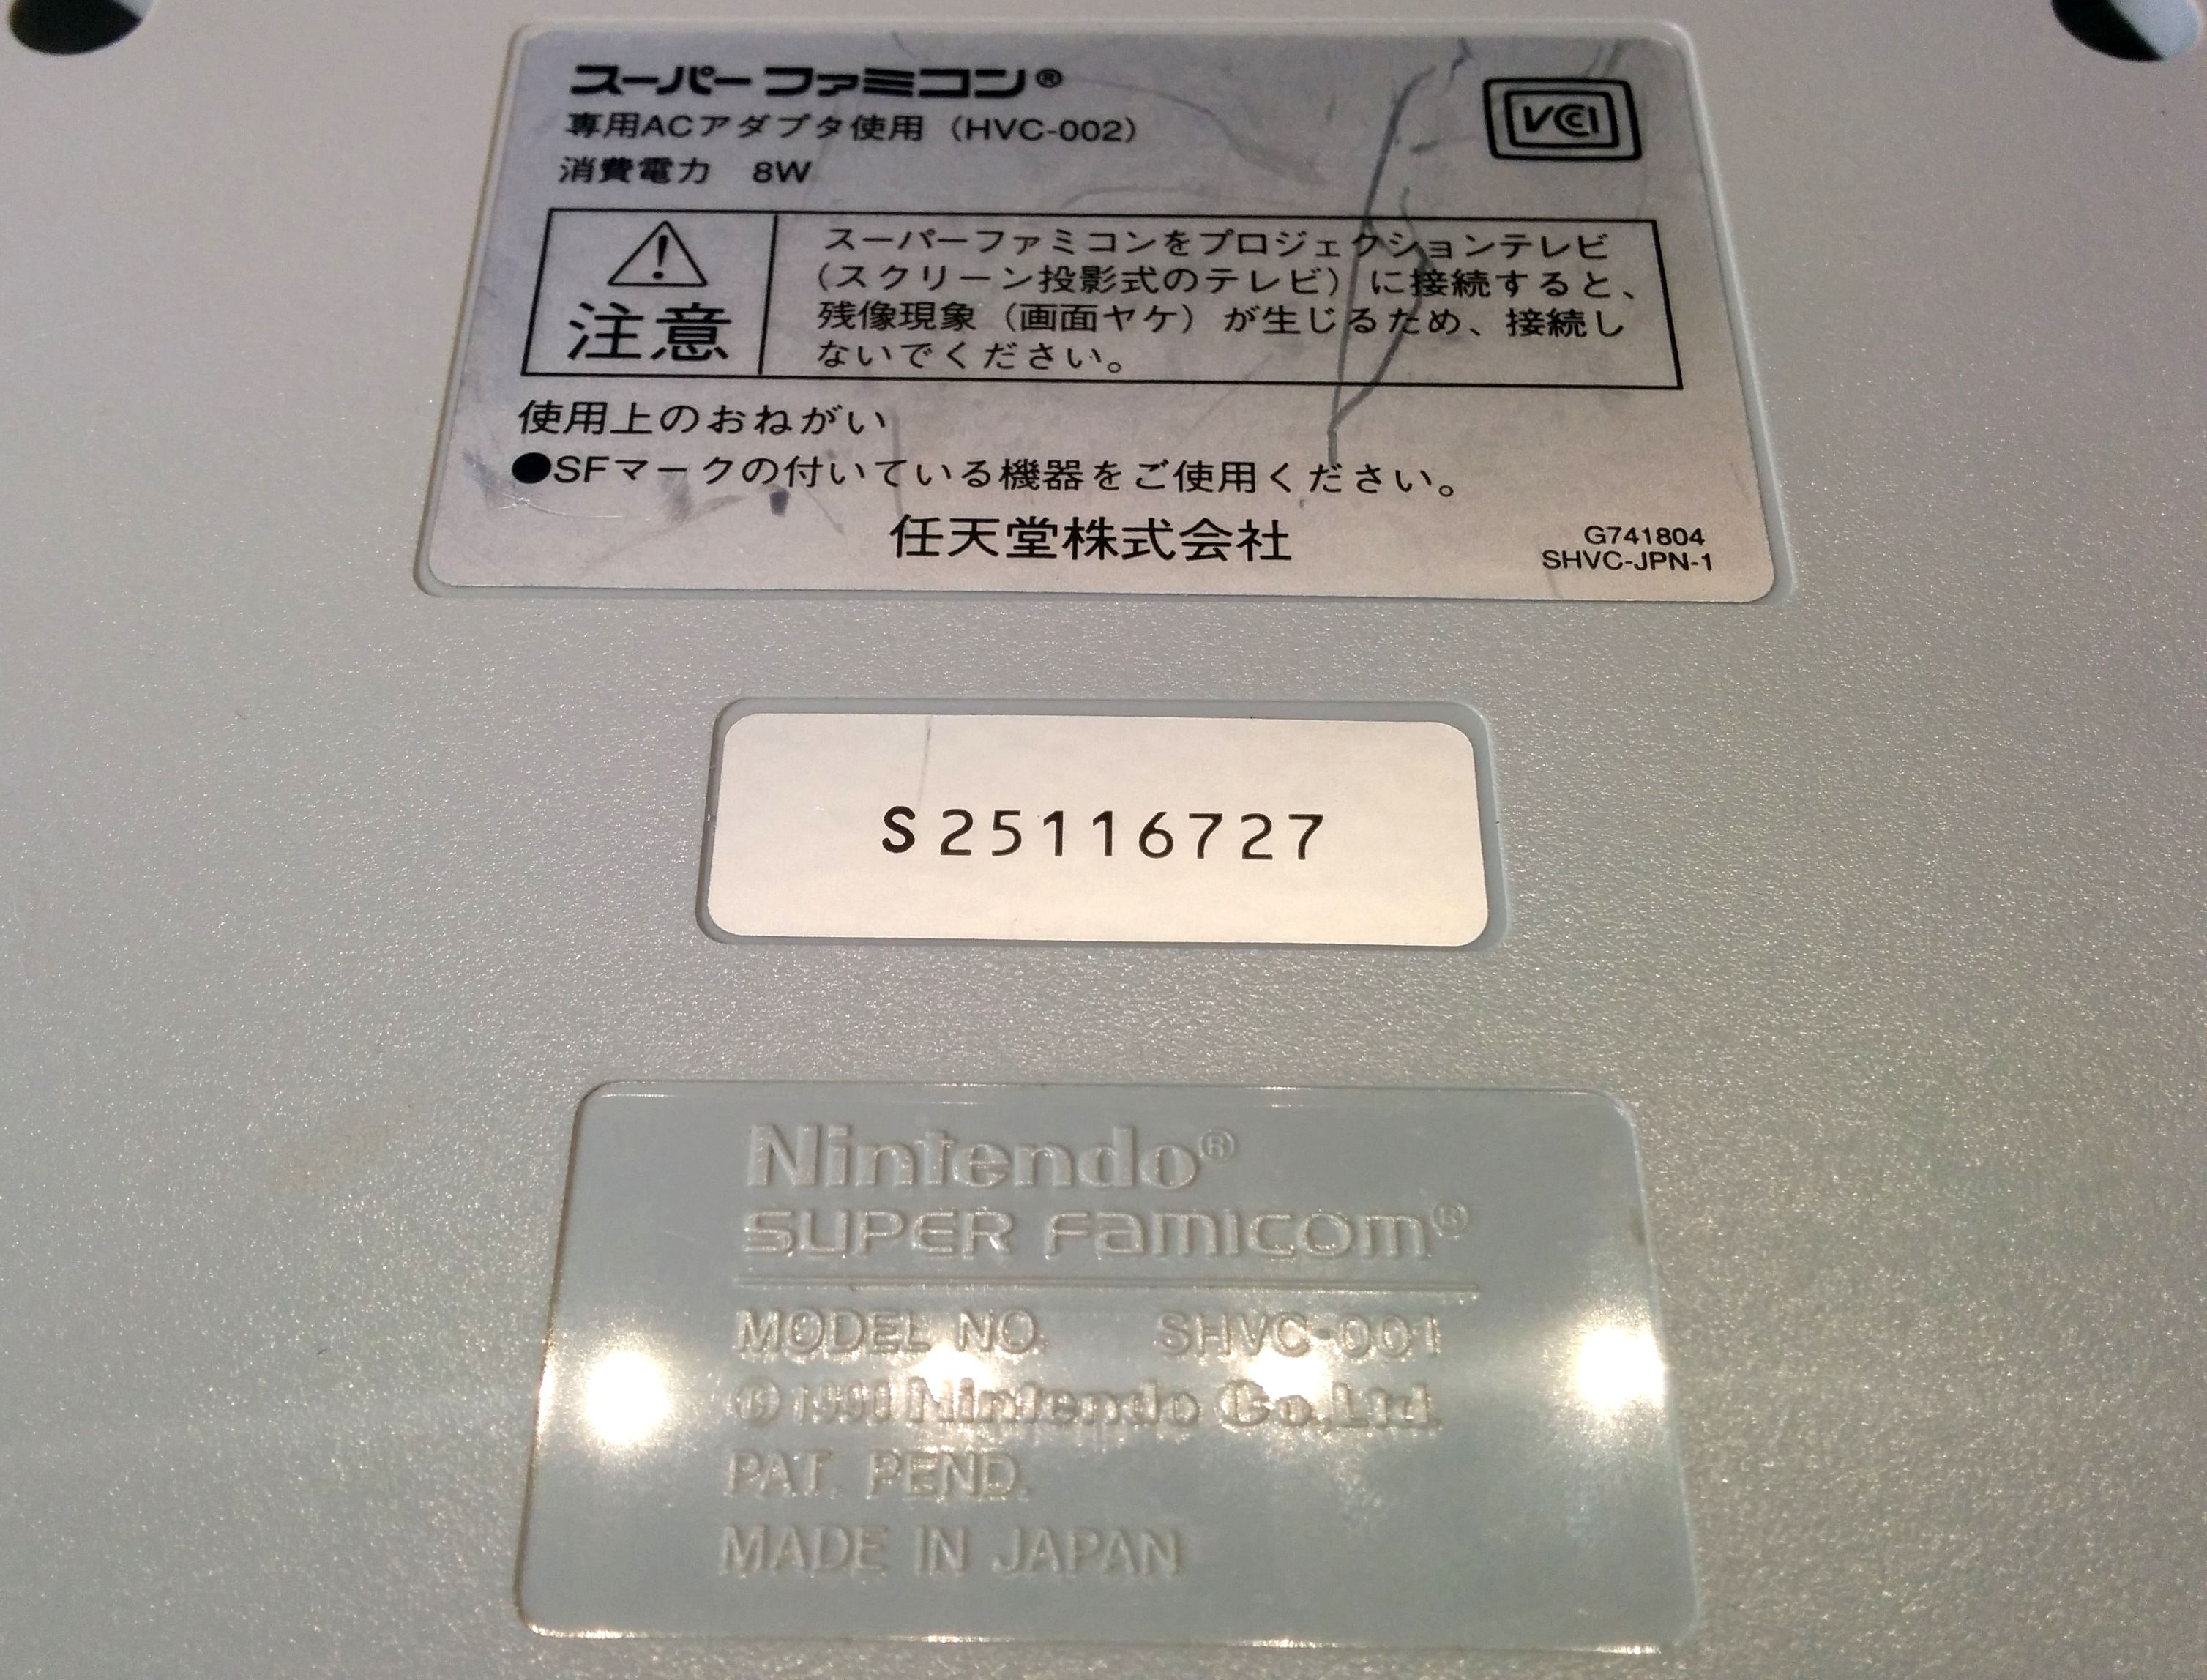 スーパーファミコン®
専用ACアダプタ使用（HVC-002）
消費電力　8W
VCCI
注意
スーパーファミコンをプロジェクションテレビ
（スクリーン投影式のテレビ）に接続すると、
残像現象（画面ヤケ）が生じるため、接続し
ないでください。
使用上のおねがい
●SFマークの付いている機器をご使用ください。
任天堂株式会社
G741804
SHVC-JPN-1
S25116727
Nintendo®
SUPER FAMICOM®
MODEL NO. SHVC-001
© 1990 Nintendo Co.,Ltd.
PAT. PEND.
MADE IN JAPAN